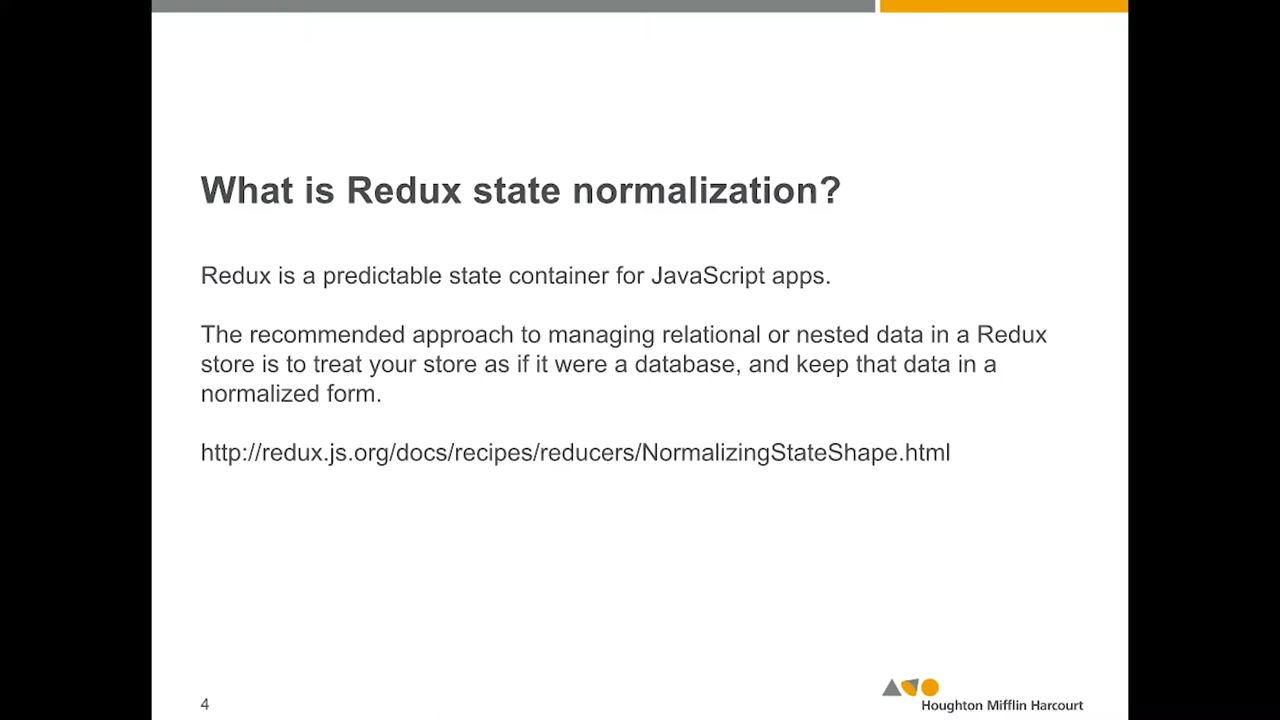 What is Redux state normalization?
Redux is a predictable state container for JavaScript apps.
The recommended approach to managing relational or nested data in a Redux
store is to treat your store as if it were a database, and keep that data in a
normalized form.
http://redux.js.org/docs/recipes/reducers/NormalizingStateShape.html
4
Houghton Mifflin Harcourt